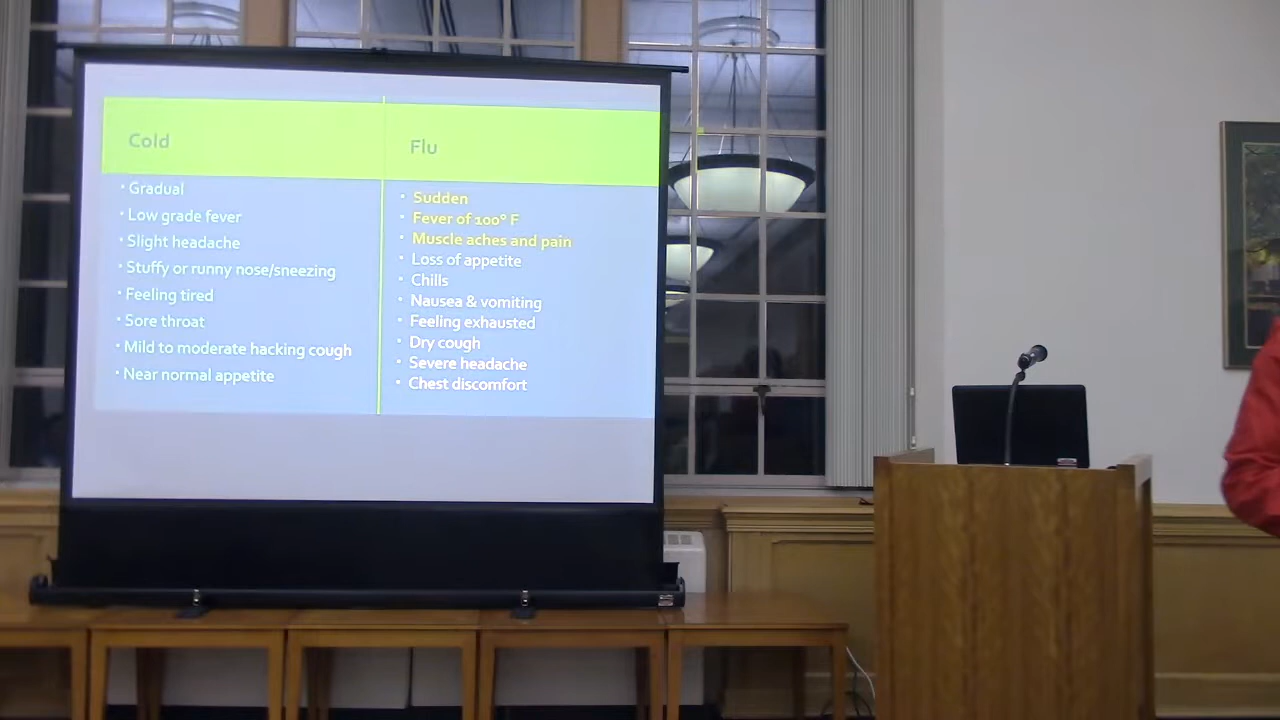 Cold
• Gradual
• Low grade fever
• Slight headache
• Stuffy or runny nose/sneezing
• Feeling tired
• Sore throat
• Mild to moderate hacking cough
• Near normal appetite
Flu
• Sudden
• Fever of 100° F
• Muscle aches and pain
• Loss of appetite
• Chills
• Nausea & vomiting
• Feeling exhausted
• Dry cough
• Severe headache
• Chest discomfort